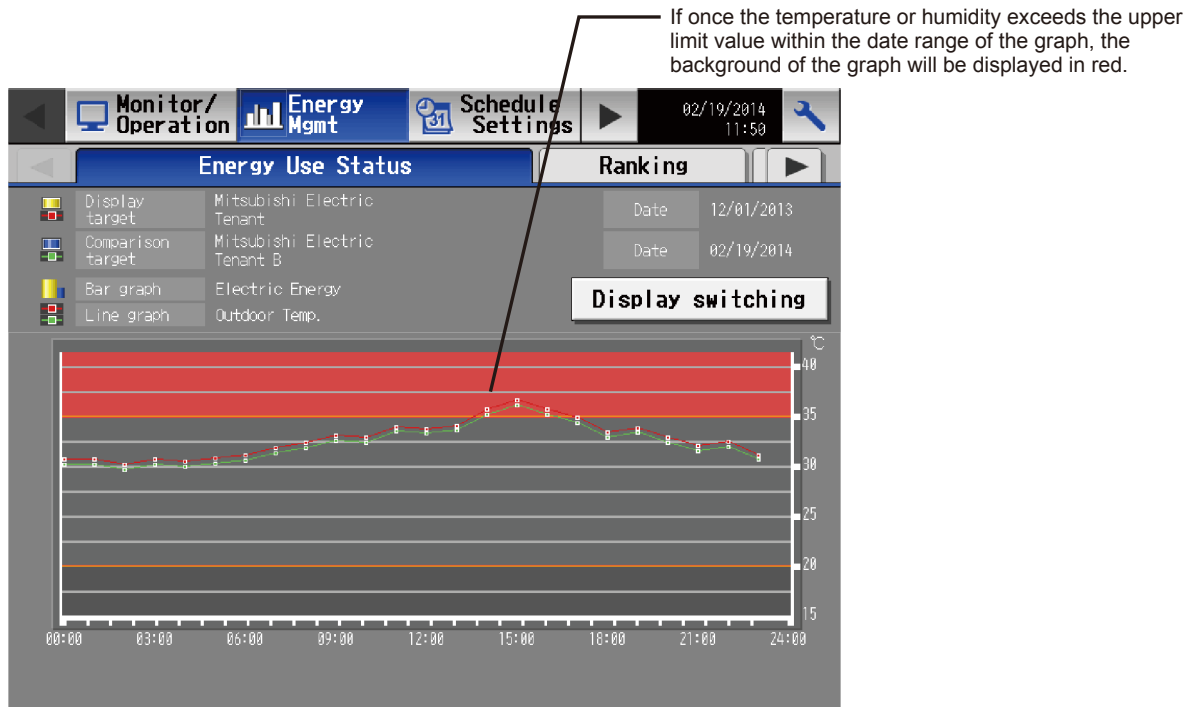 If once the temperature or humidity exceeds the upper
limit value within the date range of the graph, the
background of the graph will be displayed in red.
Monitor/
Operation
Energy
Mgmt
31
Schedule
Settings
02/19/2014
11:50
Energy Use Status
Ranking
Display
target
Mitsubishi Electric
Tenant
Date
12/01/2013
Comparison
target
Mitsubishi Electric
Tenant B
Date
02/19/2014
Bar graph
Electric Energy
Line graph
Outdoor Temp.
Display switching
℃
40
35
30
25
20
15
00:00 03:00 06:00 09:00 12:00 15:00 18:00 21:00 24:00